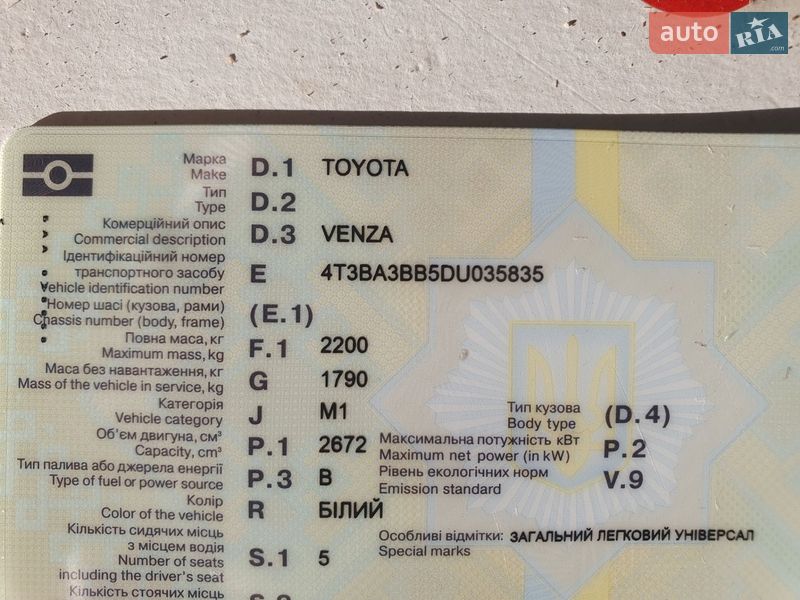 auto RIA .com
Марка
Make D.1 TOYOTA
Тип
Type D.2
Комерційний опис
Commercial description D.3 VENZA
Ідентифікаційний номер
транспортного засобу
Vehicle identification number E 4T3BA3BB5DU035835
Номер шасі (кузова, рами)
Chassis number (body, frame) (E.1)
Повна маса, кг
Maximum mass, kg F.1 2200
Маса без навантаження, кг
Mass of the vehicle in service, kg G 1790
Категорія
Vehicle category J M1
Тип кузова
Body type (D.4)
Об'єм двигуна, см³
Capacity, cm³ P.1 2672
Максимальна потужність кВт
Maximum net power (in kW) P.2
Тип палива або джерела енергії
Type of fuel or power source P.3 B
Рівень екологічних норм
Emission standard V.9
Колір
Color of the vehicle R БІЛИЙ
Кількість сидячих місць
з місцем водія
Number of seats
including the driver's seat S.1 5
Особливі відмітки: ЗАГАЛЬНИЙ ЛЕГКОВИЙ УНІВЕРСАЛ
Special marks
Кількість стоячих місць